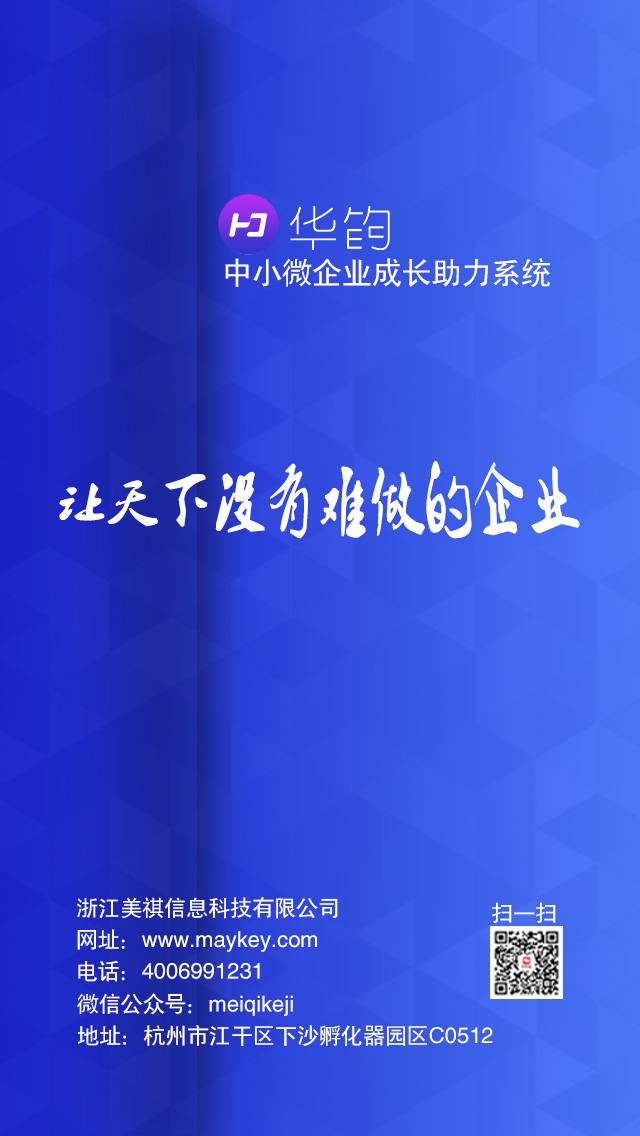 华钧
中小微企业成长助力系统
让天下没有难做的企业
浙江美祺信息科技有限公司
网址：www.maykey.com
电话：4006991231
微信公众号：meiqikeji
地址：杭州市江干区下沙孵化器园区C0512
扫一扫